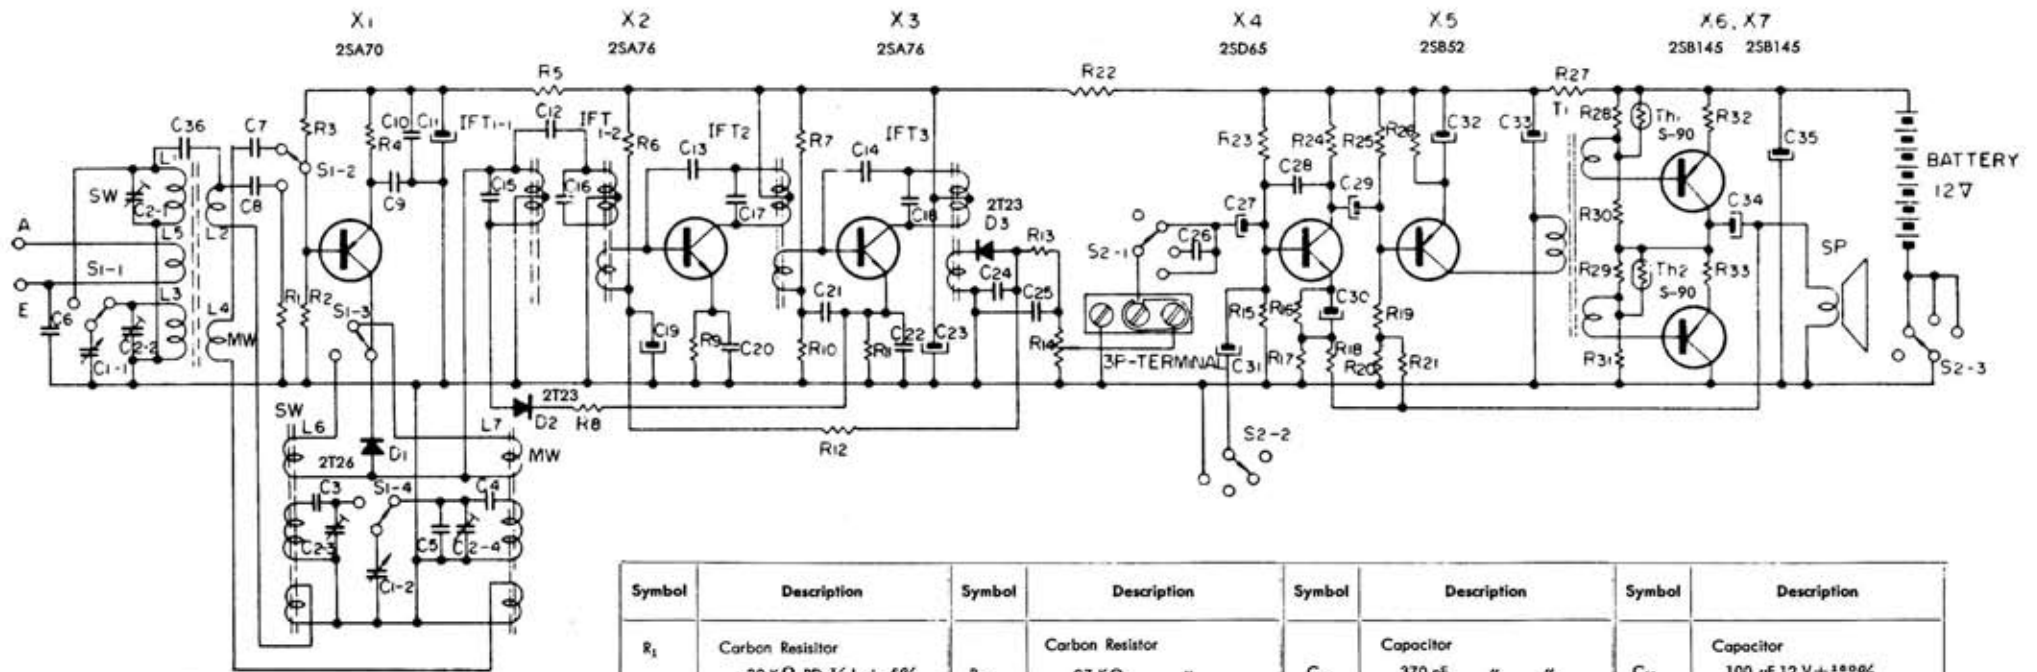 X1 X2 X3 X4 X5 X6, X7
2SA70 2SA76 2SA76 2SD65 2SB52 2SB145 2SB145
R5 R22 R27
C36 C7 R3 R4 C10 C11 IFT1-1 C12 IFT 1-2 R6 C13 IFT2 R7 C14 IFT3 R23 R24 R25 R26 C32 C33 T1 R28 Th1 S-90 R32 C35
L1 S1-2 C28 BATTERY
SW C2-1 C8 C9 C15 C16 C17 C18 2T23 D3 C27 C29 12V
A L5 L2 R13 S2-1 C26 R30 C34
E S1-1 L3 L4 R1 R2 S1-3 C21 C24 C25 C30 R29 Th2 S-90 R33 SP
C6 C1-1 C2-2 MW C19 R9 C20 R10 R11 C22 C23 R14 R15 R16 R19
3P-TERMINAL C31 R17 R18 R20 R21 R31 S2-3
2T23
SW L6 D2 R8
2T26 D1 L7 MW R12 S2-2
C3 S1-4 C4
C2-3 C5 C2-4
C1-2
Symbol Description Symbol Description Symbol Description Symbol Description
R1 Carbon Resisitor Carbon Resistor Capacitor Capacitor